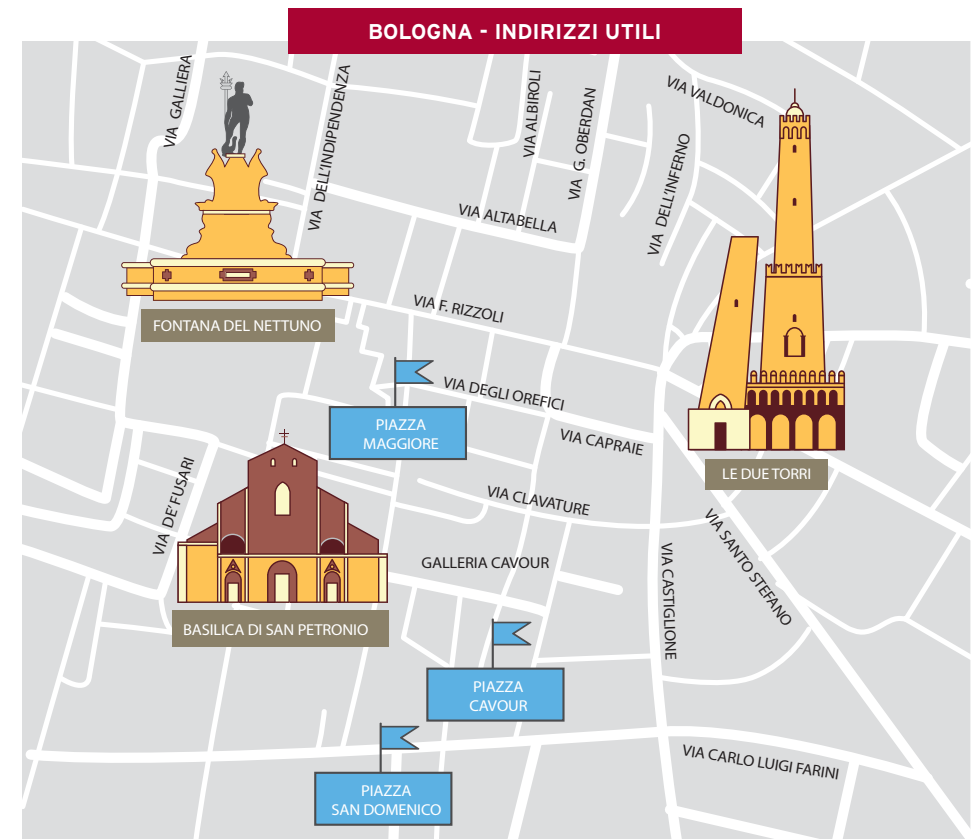 BOLOGNA - INDIRIZZI UTILI
VIA GALLIERA
VIA DELL'INDIPENDENZA
VIA ALBIROLI
VIA G. OBERDAN
VIA VALDONICA
VIA DELL'INFERNO
VIA ALTABELLA
VIA F. RIZZOLI
FONTANA DEL NETTUNO
VIA DEGLI OREFICI
PIAZZA
MAGGIORE
VIA CAPRAIE
LE DUE TORRI
VIA DE' FUSARI
VIA CLAVATURE
VIA SANTO STEFANO
GALLERIA CAVOUR
VIA CASTIGLIONE
BASILICA DI SAN PETRONIO
PIAZZA
CAVOUR
VIA CARLO LUIGI FARINI
PIAZZA
SAN DOMENICO